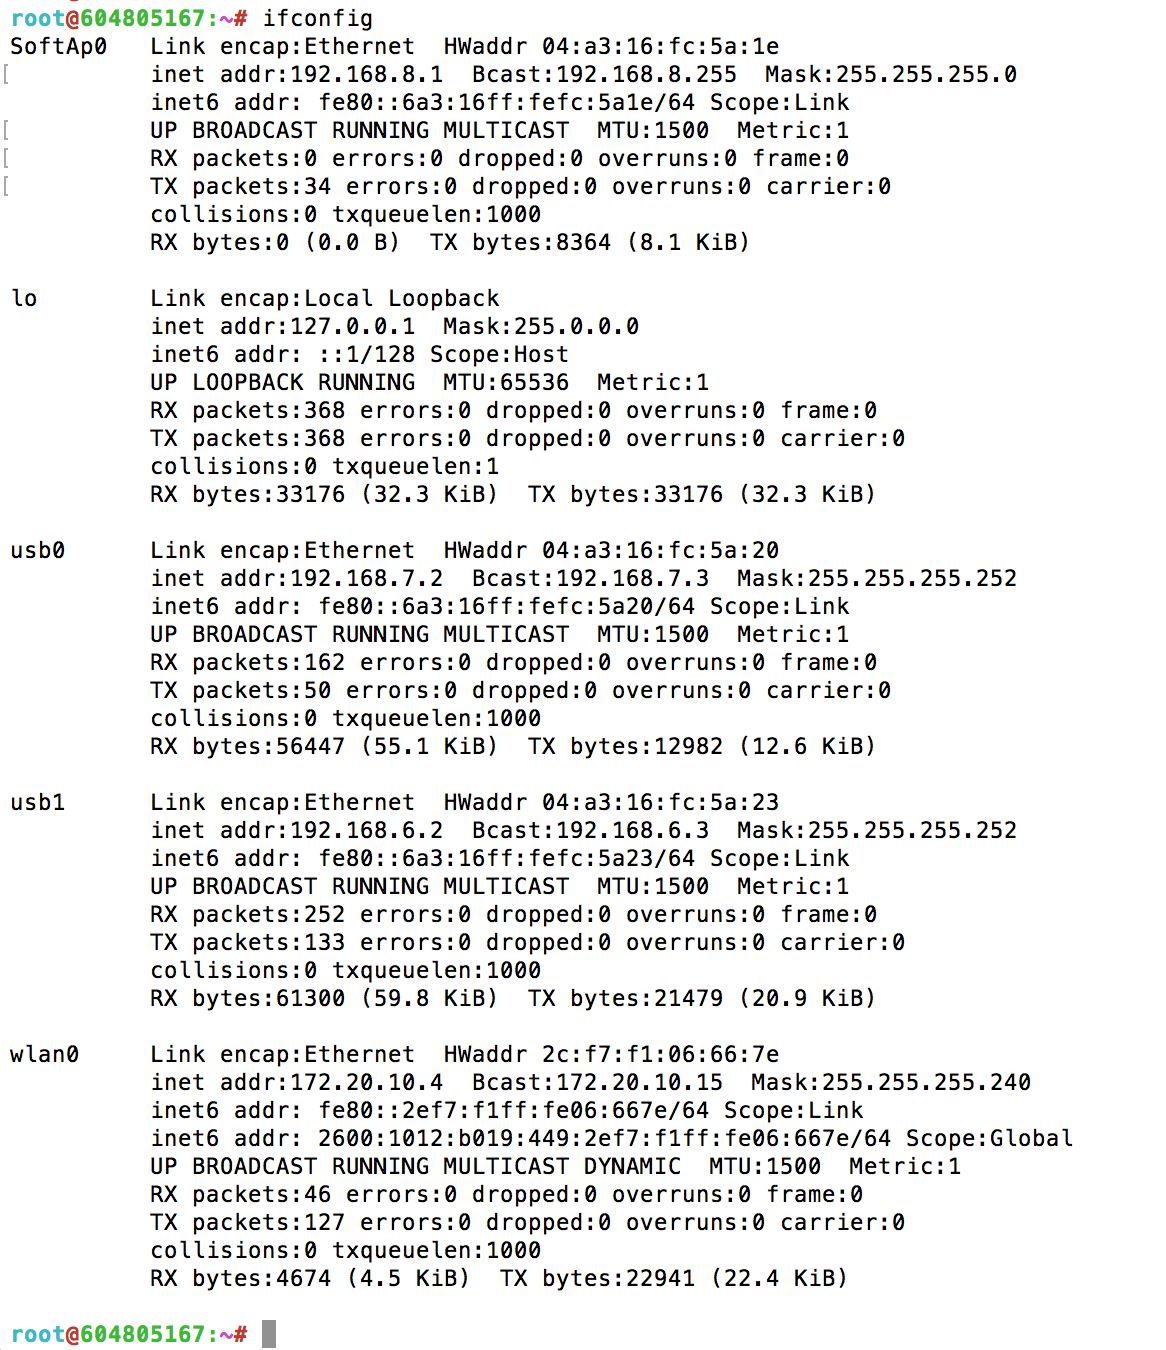 root@604805167:~# ifconfig
SoftAp0   Link encap:Ethernet  HWaddr 04:a3:16:fc:5a:1e
[         inet addr:192.168.8.1  Bcast:192.168.8.255  Mask:255.255.255.0
          inet6 addr: fe80::6a3:16ff:fefc:5a1e/64 Scope:Link
[         UP BROADCAST RUNNING MULTICAST  MTU:1500  Metric:1
[         RX packets:0 errors:0 dropped:0 overruns:0 frame:0
[         TX packets:34 errors:0 dropped:0 overruns:0 carrier:0
          collisions:0 txqueuelen:1000
          RX bytes:0 (0.0 B)  TX bytes:8364 (8.1 KiB)

lo        Link encap:Local Loopback
          inet addr:127.0.0.1  Mask:255.0.0.0
          inet6 addr: ::1/128 Scope:Host
          UP LOOPBACK RUNNING  MTU:65536  Metric:1
          RX packets:368 errors:0 dropped:0 overruns:0 frame:0
          TX packets:368 errors:0 dropped:0 overruns:0 carrier:0
          collisions:0 txqueuelen:1
          RX bytes:33176 (32.3 KiB)  TX bytes:33176 (32.3 KiB)

usb0      Link encap:Ethernet  HWaddr 04:a3:16:fc:5a:20
          inet addr:192.168.7.2  Bcast:192.168.7.3  Mask:255.255.255.252
          inet6 addr: fe80::6a3:16ff:fefc:5a20/64 Scope:Link
          UP BROADCAST RUNNING MULTICAST  MTU:1500  Metric:1
          RX packets:162 errors:0 dropped:0 overruns:0 frame:0
          TX packets:50 errors:0 dropped:0 overruns:0 carrier:0
          collisions:0 txqueuelen:1000
          RX bytes:56447 (55.1 KiB)  TX bytes:12982 (12.6 KiB)

usb1      Link encap:Ethernet  HWaddr 04:a3:16:fc:5a:23
          inet addr:192.168.6.2  Bcast:192.168.6.3  Mask:255.255.255.252
          inet6 addr: fe80::6a3:16ff:fefc:5a23/64 Scope:Link
          UP BROADCAST RUNNING MULTICAST  MTU:1500  Metric:1
          RX packets:252 errors:0 dropped:0 overruns:0 frame:0
          TX packets:133 errors:0 dropped:0 overruns:0 carrier:0
          collisions:0 txqueuelen:1000
          RX bytes:61300 (59.8 KiB)  TX bytes:21479 (20.9 KiB)

wlan0     Link encap:Ethernet  HWaddr 2c:f7:f1:06:66:7e
          inet addr:172.20.10.4  Bcast:172.20.10.15  Mask:255.255.255.240
          inet6 addr: fe80::2ef7:f1ff:fe06:667e/64 Scope:Link
          inet6 addr: 2600:1012:b019:449:2ef7:f1ff:fe06:667e/64 Scope:Global
          UP BROADCAST RUNNING MULTICAST DYNAMIC  MTU:1500  Metric:1
          RX packets:46 errors:0 dropped:0 overruns:0 frame:0
          TX packets:127 errors:0 dropped:0 overruns:0 carrier:0
          collisions:0 txqueuelen:1000
          RX bytes:4674 (4.5 KiB)  TX bytes:22941 (22.4 KiB)

root@604805167:~#